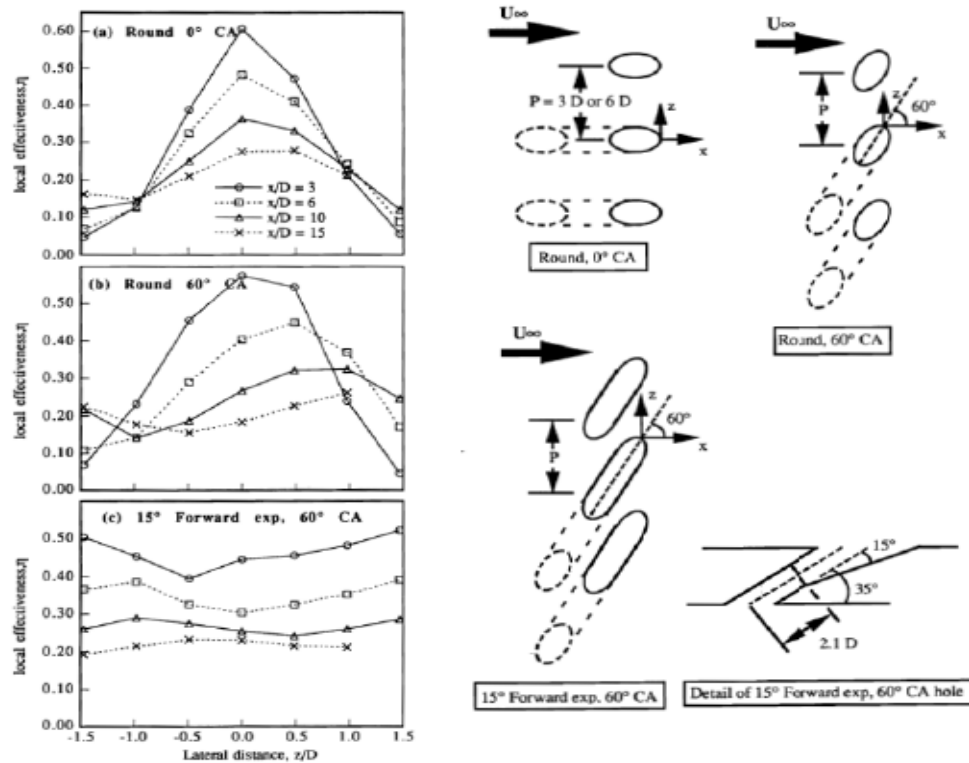 (a) Round 0° CA
local effectiveness,η
0.60
0.50
0.40
0.30
0.20
0.10
0.00
x/D = 3
x/D = 6
x/D = 10
x/D = 15
(b) Round 60° CA
local effectiveness,η
0.50
0.40
0.30
0.20
0.10
0.00
(c) 15° Forward exp, 60° CA
local effectiveness,η
0.50
0.40
0.30
0.20
0.10
0.00
-1.5 -1.0 -0.5 0.0 0.5 1.0 1.5
Lateral distance, z/D
U∞
P = 3 D or 6 D
z
x
Round, 0° CA
U∞
P
z
60°
x
Round, 60° CA
U∞
P
z
60°
x
15° Forward exp, 60° CA
15°
35°
2.1 D
Detail of 15° Forward exp, 60° CA hole